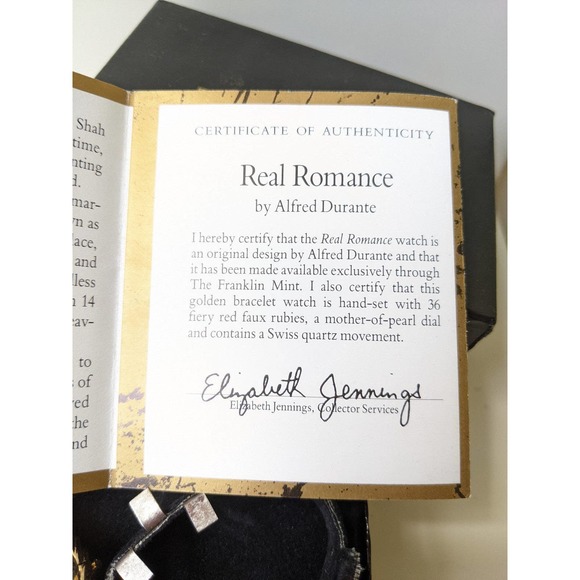 Shah
time,
nting
d.
mar-
n as
lace,
and
lless
14
eav-
to
s of
red
the
nd
CERTIFICATE OF AUTHENTICITY
Real Romance
by Alfred Durante
I hereby certify that the Real Romance watch is
an original design by Alfred Durante and that
it has been made available exclusively through
The Franklin Mint. I also certify that this
golden bracelet watch is hand-set with 36
fiery red faux rubies, a mother-of-pearl dial
and contains a Swiss quartz movement.
Elizabeth Jennings
Elizabeth Jennings, Collector Services